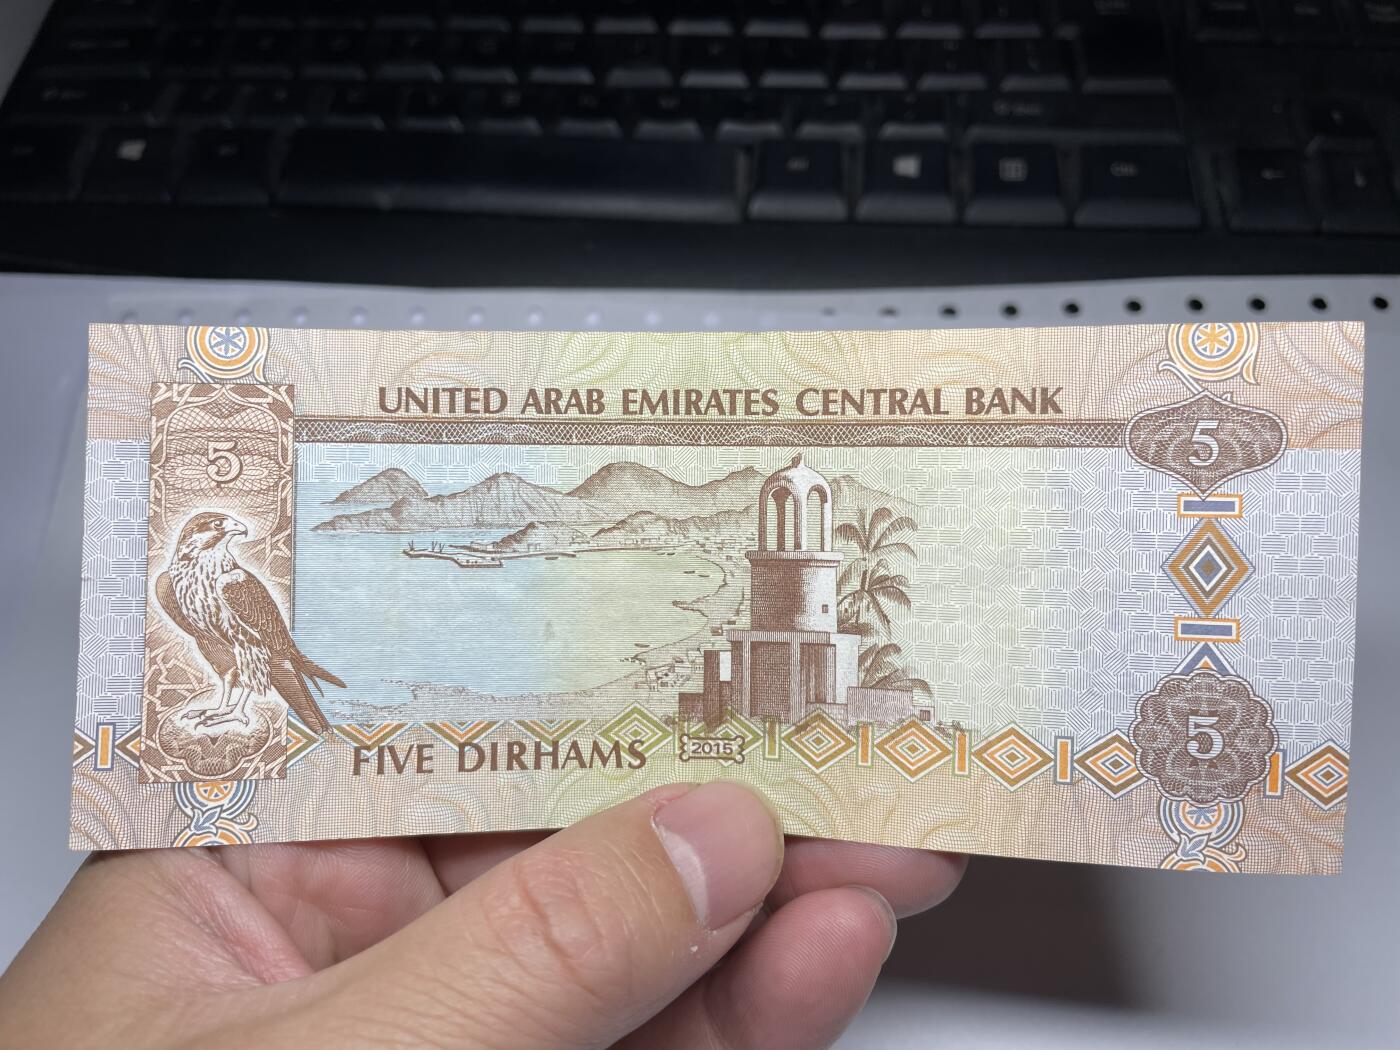 UNITED ARAB EMIRATES CENTRAL BANK
5
5
FIVE DIRHAMS
2015
5